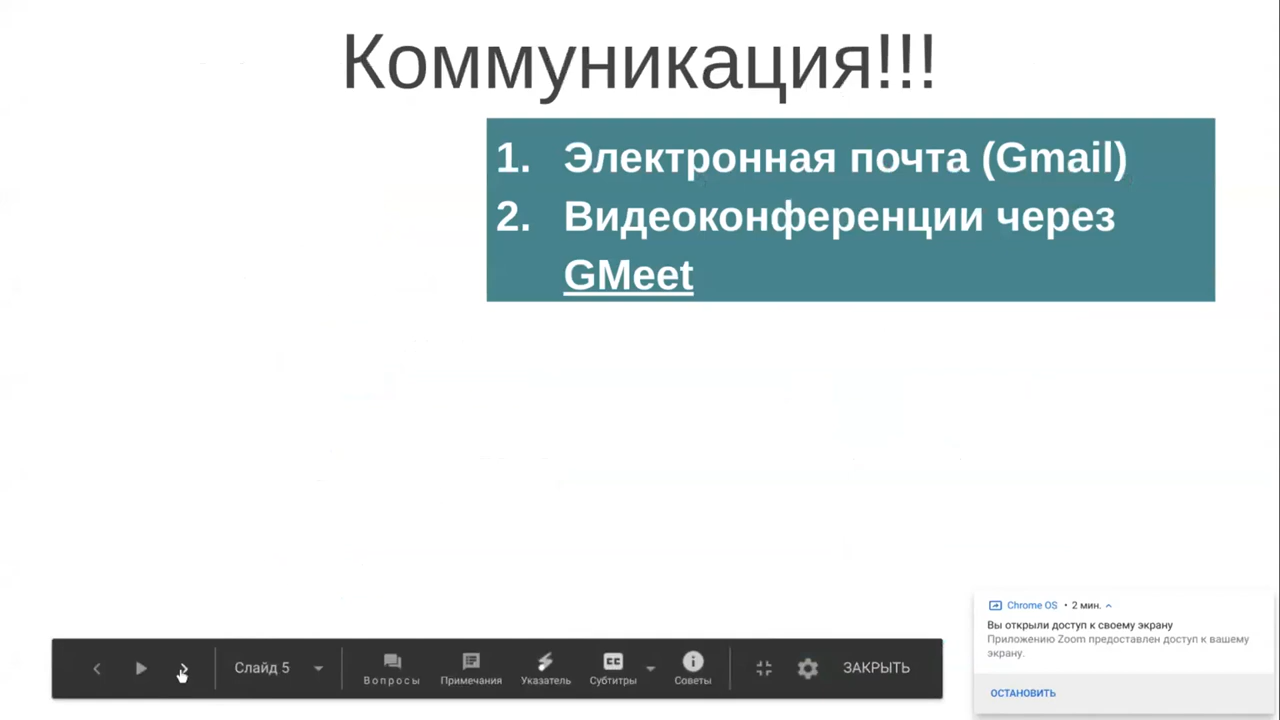 Коммуникация!!!
1. Электронная почта (Gmail)
2. Видеоконференции через
GMeet
Chrome OS • 2 мин.
Вы открыли доступ к своему экрану
Приложению Zoom предоставлен доступ к вашему
экрану.
ОСТАНОВИТЬ
Слайд 5
Вопросы
Примечания
Указатель
CC
Субтитры
Советы
ЗАКРЫТЬ